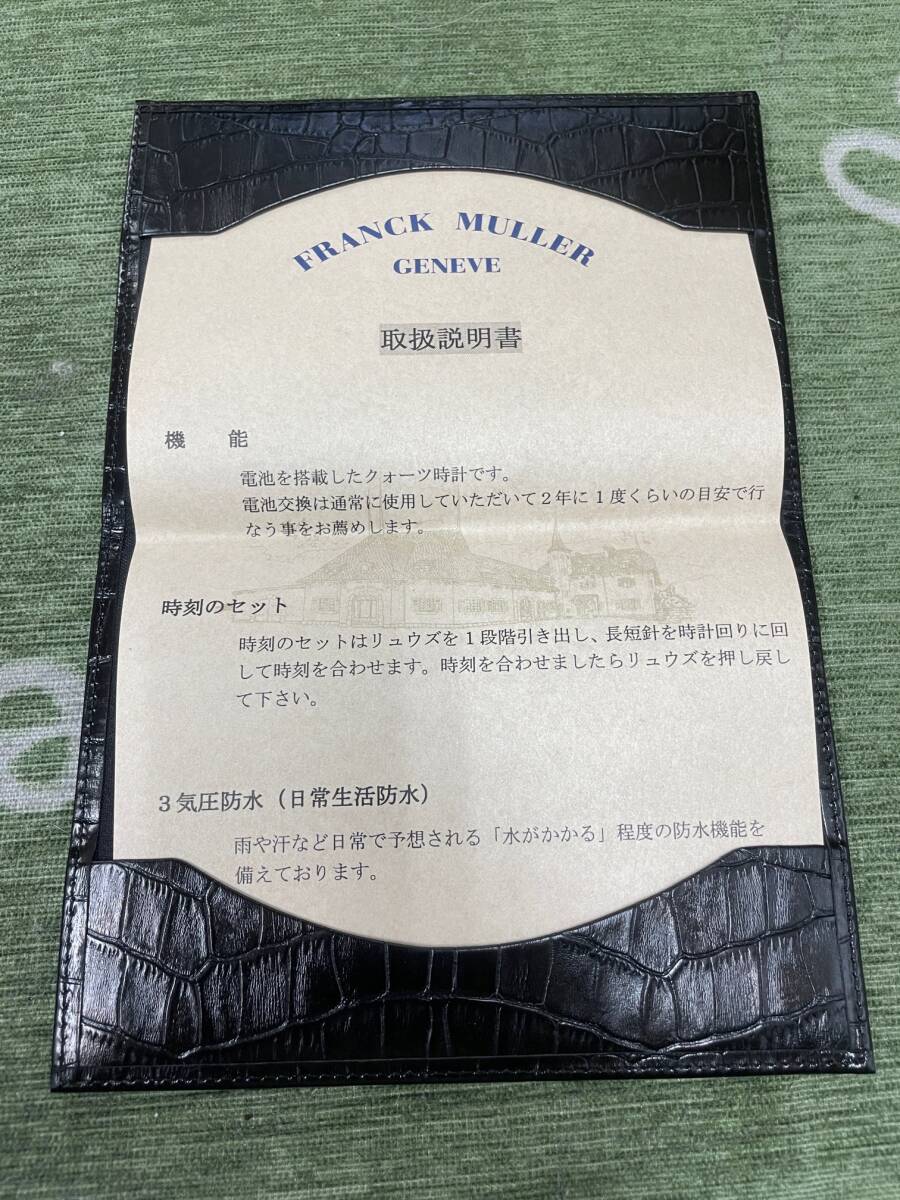 FRANCK MULLER
GENEVE
取扱説明書
機　能
電池を搭載したクォーツ時計です。
電池交換は通常に使用していただいて２年に１度くらいの目安で行
なう事をお薦めします。
時刻のセット
時刻のセットはリュウズを１段階引き出し、長短針を時計回りに回
して時刻を合わせます。時刻を合わせましたらリュウズを押し戻し
て下さい。
３気圧防水（日常生活防水）
雨や汗など日常で予想される「水がかかる」程度の防水機能を
備えております。